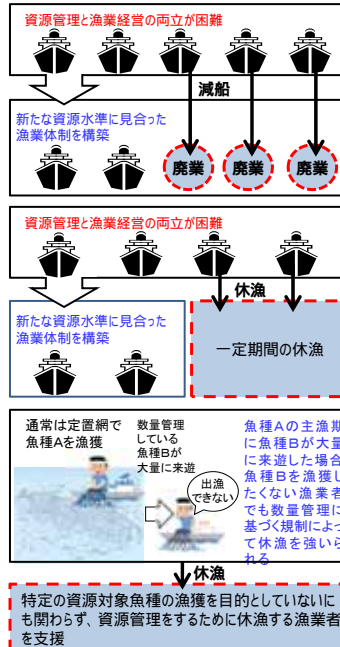 資源管理と漁業経営の両立が困難
減船
新たな資源水準に見合った
漁業体制を構築
廃業
廃業
廃業
資源管理と漁業経営の両立が困難
休漁
新たな資源水準に見合った
漁業体制を構築
一定期間の休漁
通常は定置網で
魚種Aを漁獲
数量管理
している
魚種Bが
大量に来遊
出漁
できない
魚種Aの主漁期
に魚種Bが大量
に来遊した場合
魚種Bを漁獲し
たくない漁業者
でも数量管理に
基づく規制によっ
て休漁を強いら
れる
休漁
特定の資源対象魚種の漁獲を目的としていないに
も関わらず、資源管理をするために休漁する漁業者
を支援